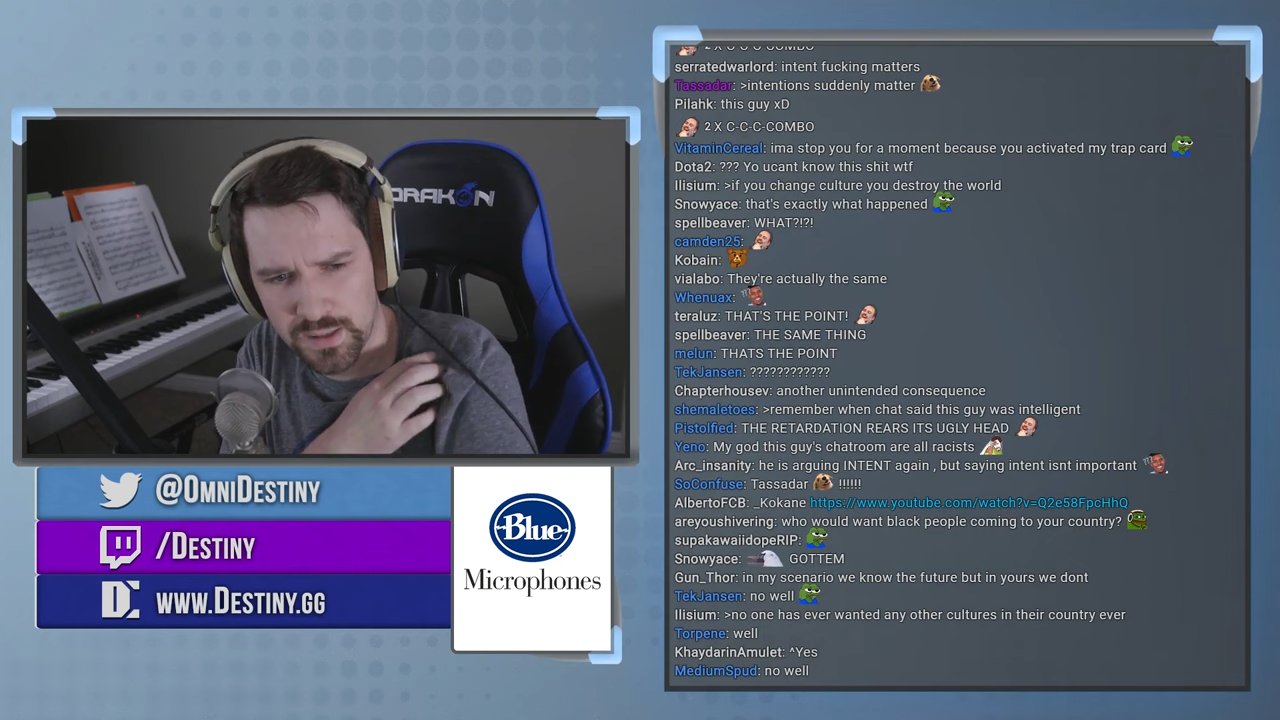 DRAKON
@OmniDestiny
/Destiny
www.Destiny.gg
Blue
Microphones
2 X C-C-C-COMBO
serratedwarlord: intent fucking matters
Tassadar: >intentions suddenly matter
Pilahk: this guy xD
2 X C-C-C-COMBO
VitaminCereal: ima stop you for a moment because you activated my trap card
Dota2: ??? Yo ucant know this shit wtf
Ilisium: >if you change culture you destroy the world
Snowyace: that's exactly what happened
spellbeaver: WHAT?!?!
camden25:
Kobain:
vialabo: They're actually the same
Whenuax:
teraluz: THAT'S THE POINT!
spellbeaver: THE SAME THING
melun: THATS THE POINT
TekJansen: ????????????
Chapterhousev: another unintended consequence
shemaletoes: >remember when chat said this guy was intelligent
Pistolfied: THE RETARDATION REARS ITS UGLY HEAD
Yeno: My god this guy's chatroom are all racists
Arc_insanity: he is arguing INTENT again , but saying intent isnt important
SoConfuse: Tassadar !!!!!!
AlbertoFCB: _Kokane https://www.youtube.com/watch?v=Q2e58FpcHhQ
areyoushivering: who would want black people coming to your country?
supakawaiidopeRIP:
Snowyace: GOTTEM
Gun_Thor: in my scenario we know the future but in yours we dont
TekJansen: no well
Ilisium: >no one has ever wanted any other cultures in their country ever
Torpene: well
KhaydarinAmulet: ^Yes
MediumSpud: no well